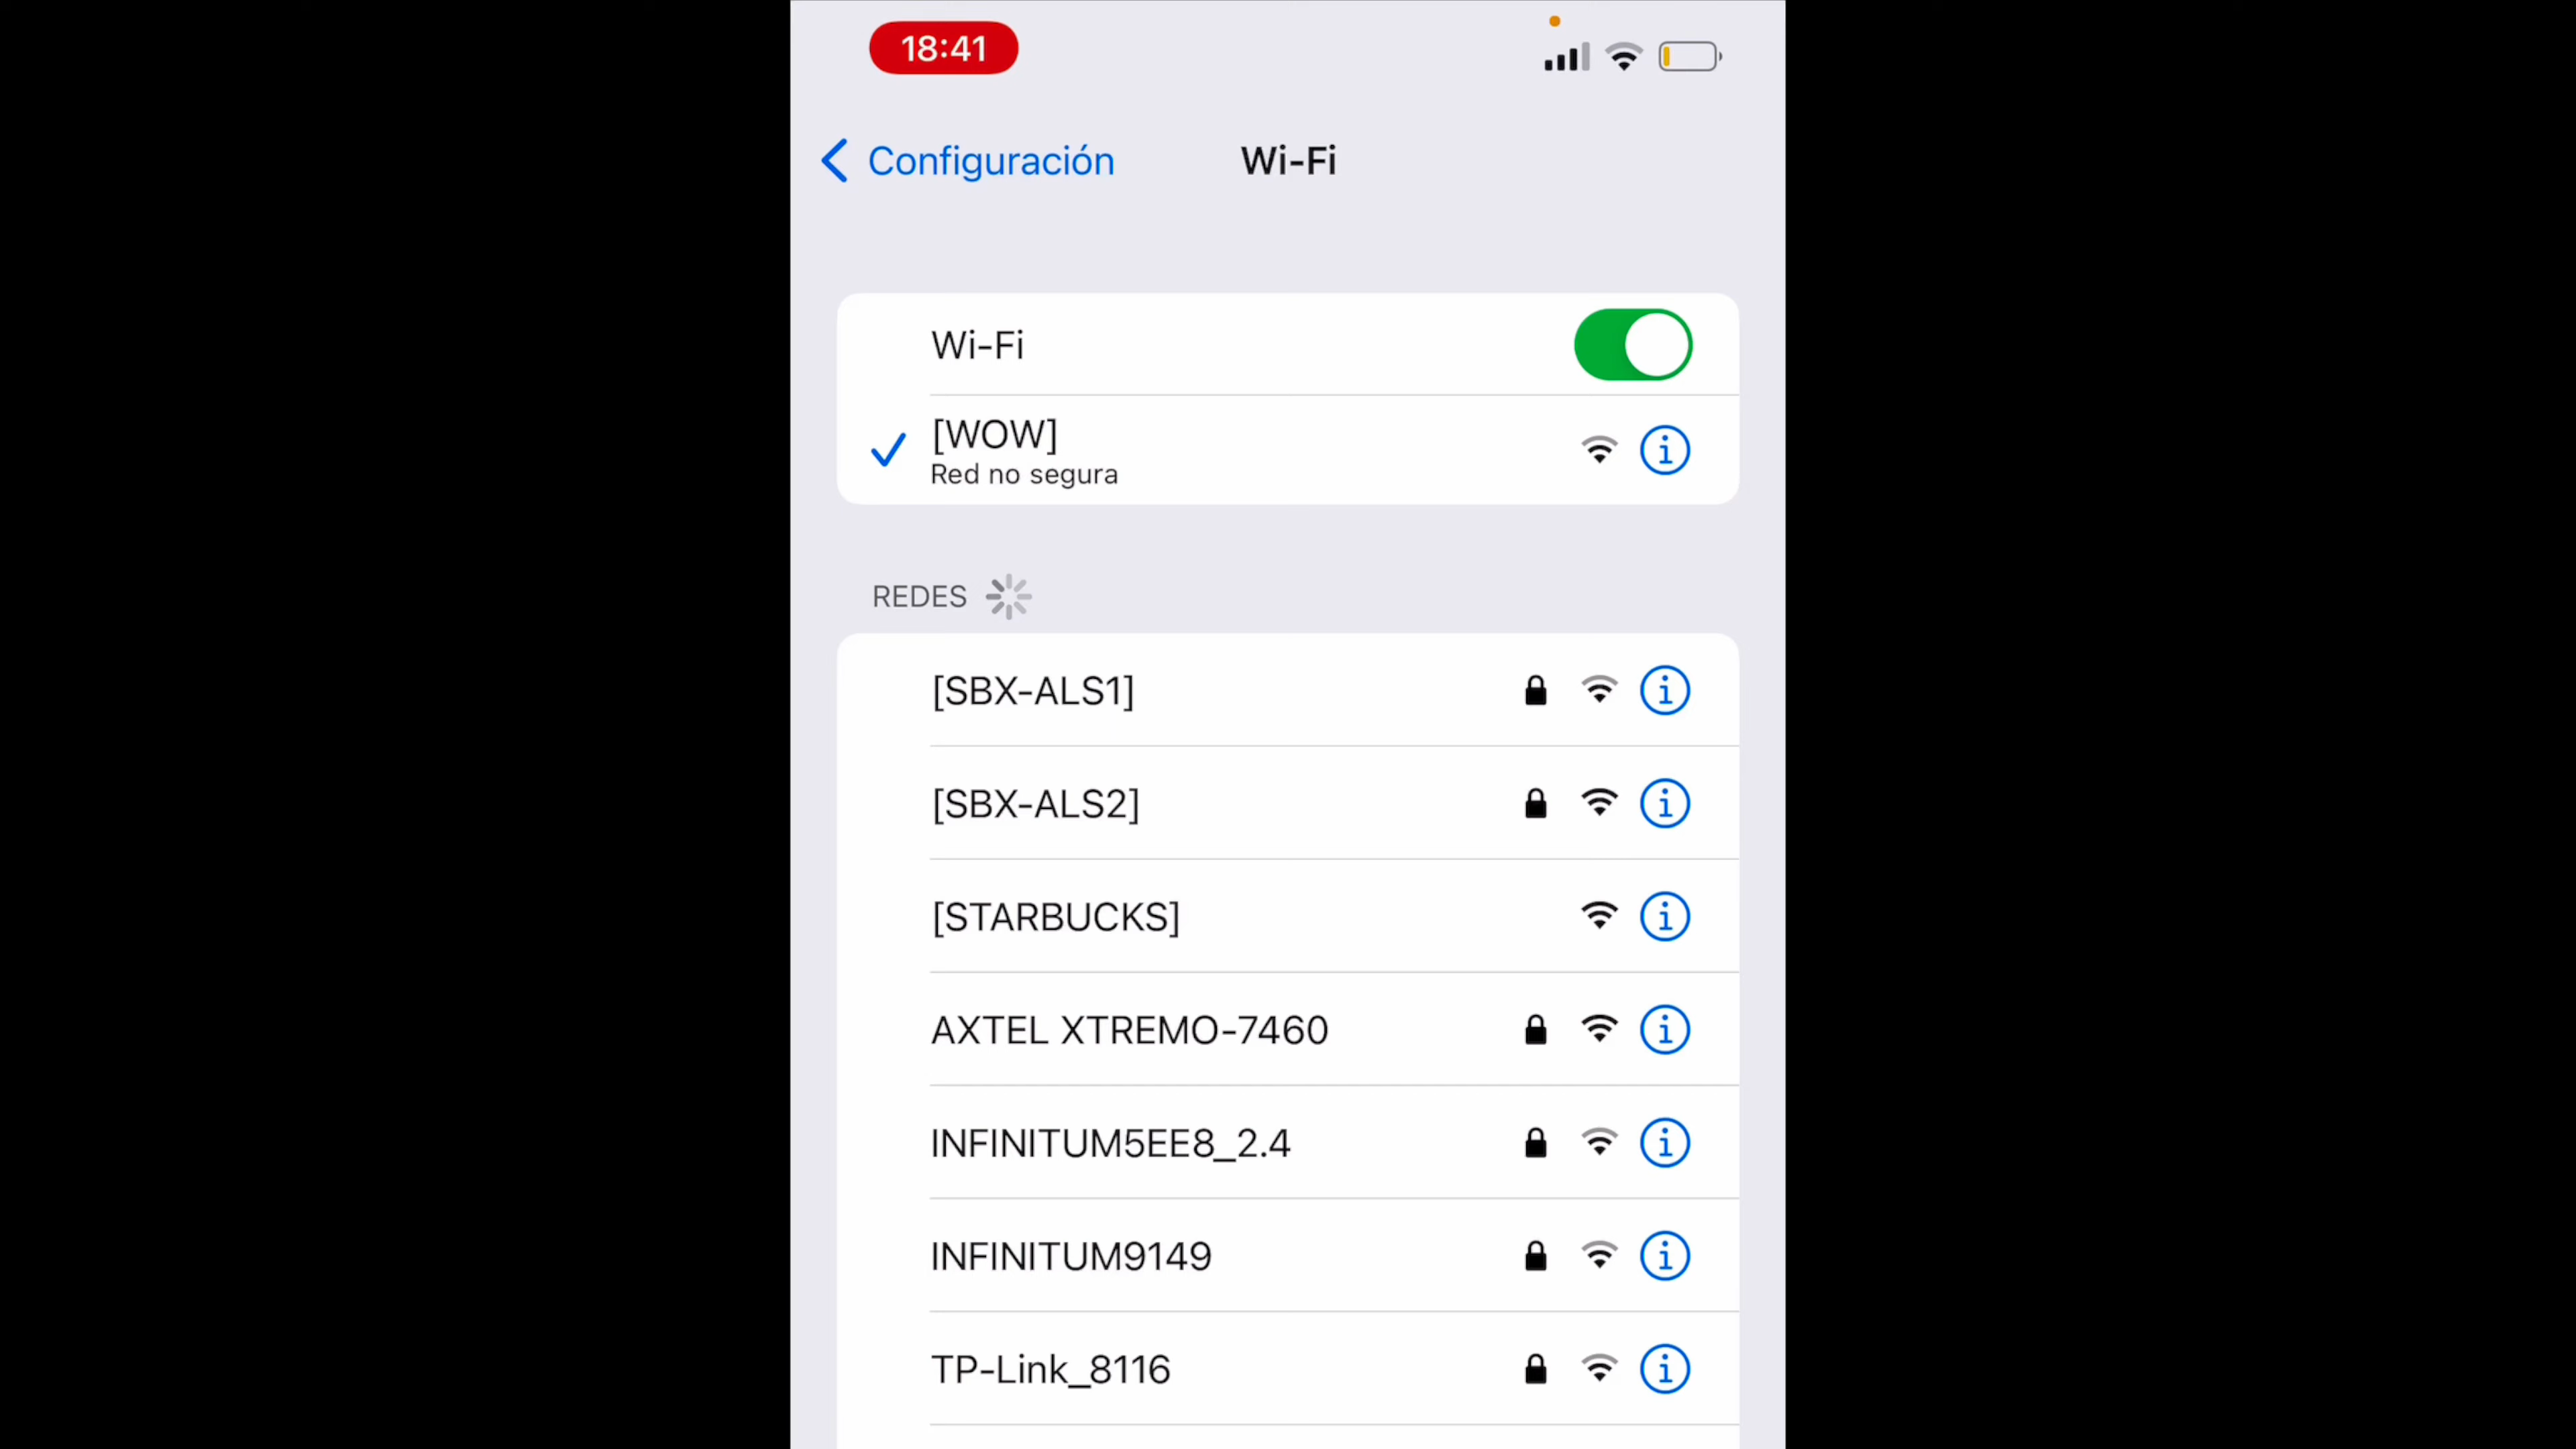 18:41
Configuración
Wi-Fi
Wi-Fi
[WOW]
Red no segura
REDES
[SBX-ALS1]
[SBX-ALS2]
[STARBUCKS]
AXTEL XTREMO-7460
INFINITUM5EE8_2.4
INFINITUM9149
TP-Link_8116